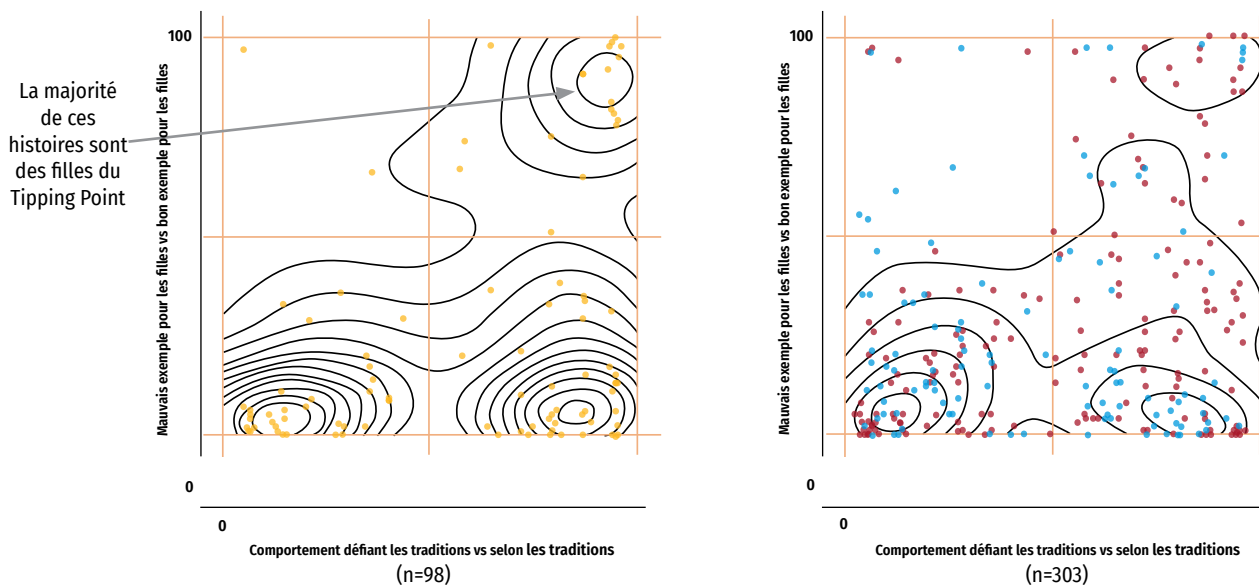 La majorité
de ces
histoires sont
des filles du
Tipping Point
100
Mauvais exemple pour les filles vs bon exemple pour les filles
0
0
Comportement défiant les traditions vs selon les traditions
(n=98)
100
Mauvais exemple pour les filles vs bon exemple pour les filles
0
0
Comportement défiant les traditions vs selon les traditions
(n=303)